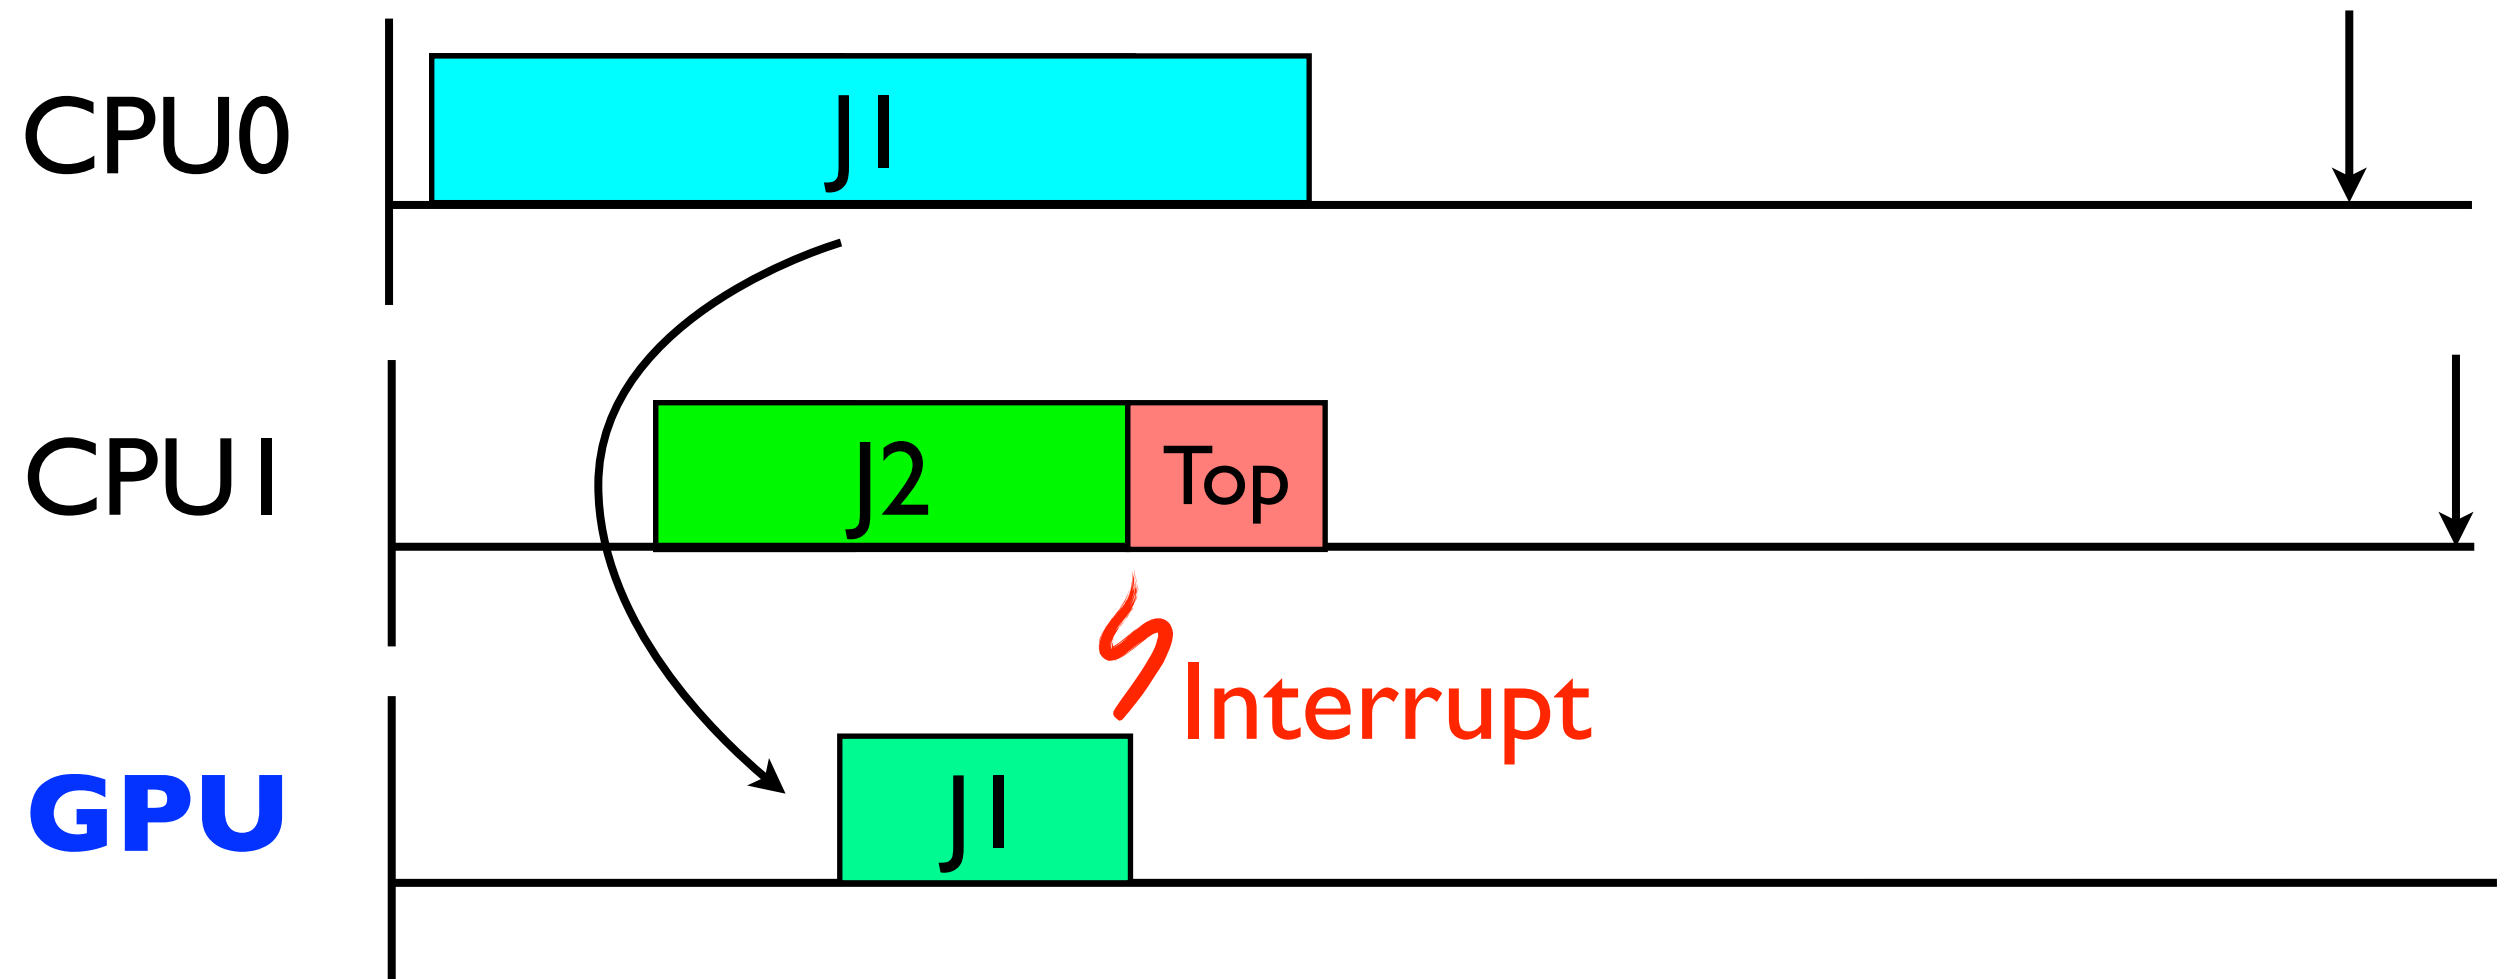 CPU0
J1
CPU1
J2
Top
Interrupt
GPU
J1